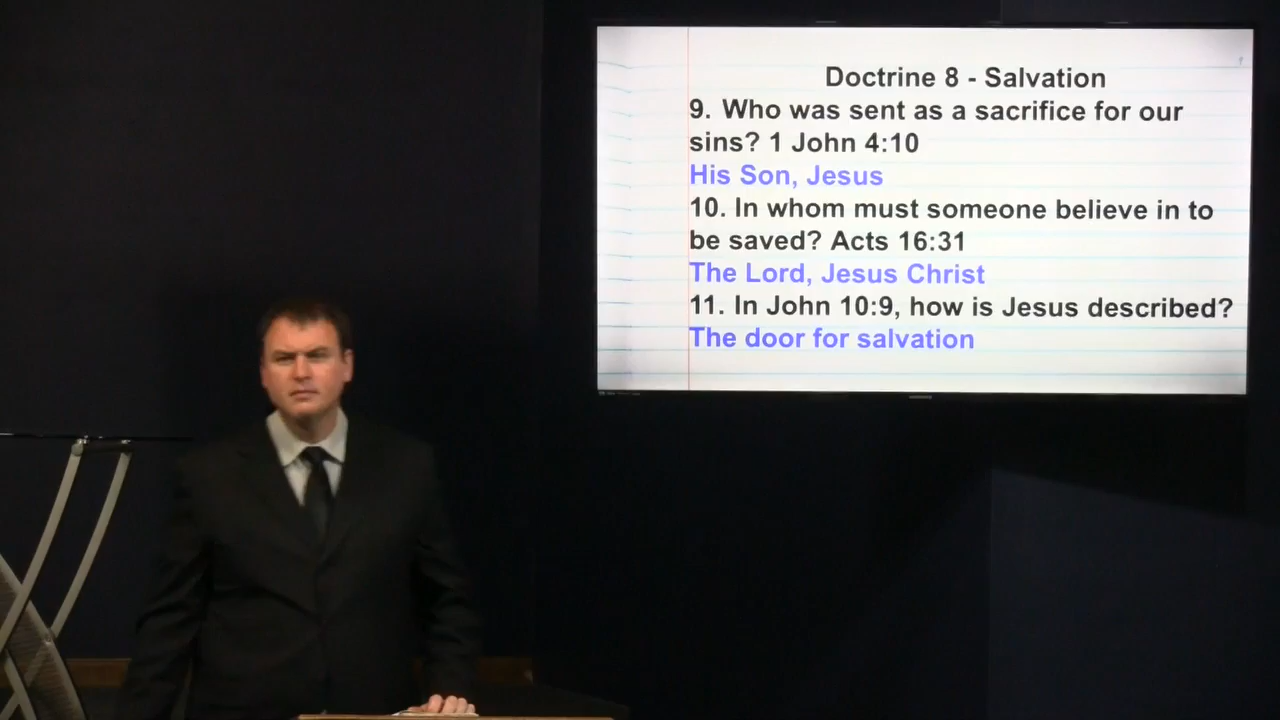 Doctrine 8 - Salvation
9. Who was sent as a sacrifice for our
sins? 1 John 4:10
His Son, Jesus
10. In whom must someone believe in to
be saved? Acts 16:31
The Lord, Jesus Christ
11. In John 10:9, how is Jesus described?
The door for salvation